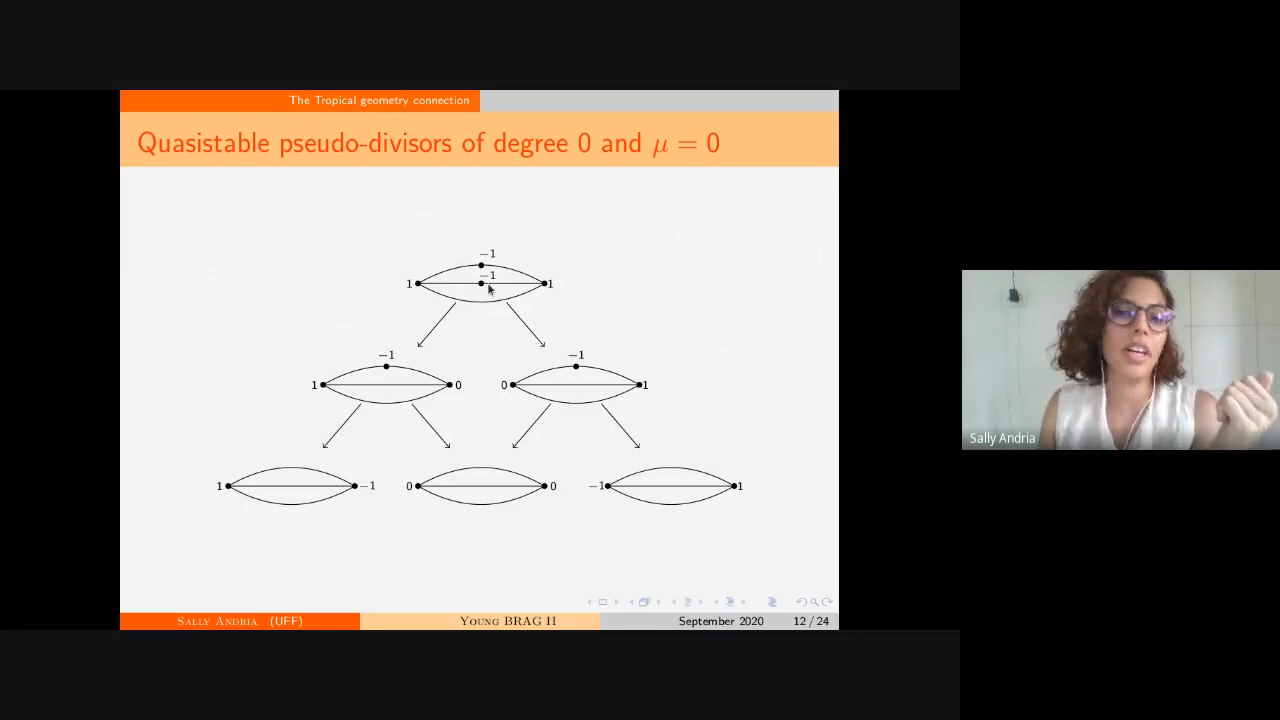 The Tropical geometry connection
Quasistable pseudo-divisors of degree 0 and μ = 0
−1
−1
1 1
−1 −1
1 0 0 1
1 −1 0 0 −1 1
Sally Andria
Sally Andria (UFF) Young BRAG II September 2020 12 / 24